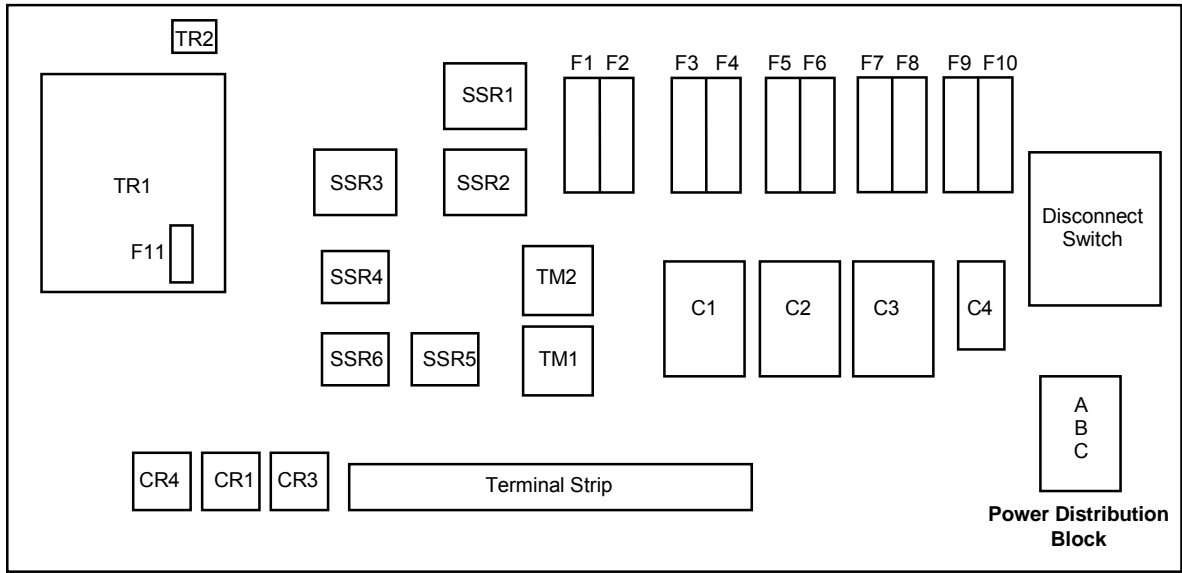 TR2
F1 F2 F3 F4 F5 F6 F7 F8 F9 F10
SSR1
SSR3
SSR2
TR1
F11
Disconnect
Switch
SSR4
TM2
C1
C2
C3
C4
SSR6
SSR5
TM1
A
B
C
CR4
CR1
CR3
Terminal Strip
Power Distribution
Block